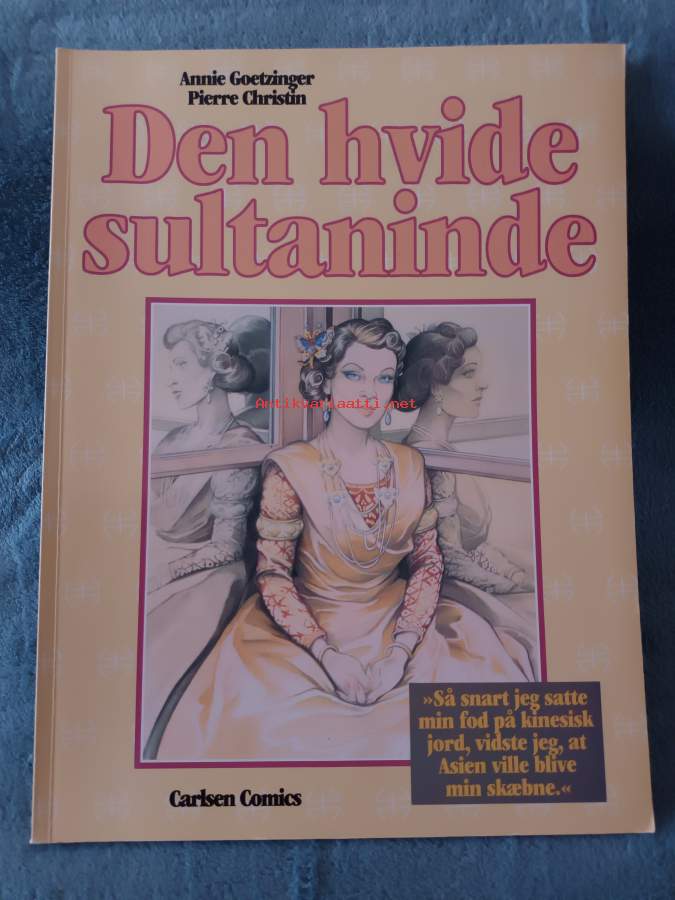 Annie Goetzinger
Pierre Christin
Den hvide
sultaninde
Antikvariaatti.net
»Så snart jeg satte
min fod på kinesisk
jord, vidste jeg, at
Asien ville blive
min skæbne.«
Carlsen Comics